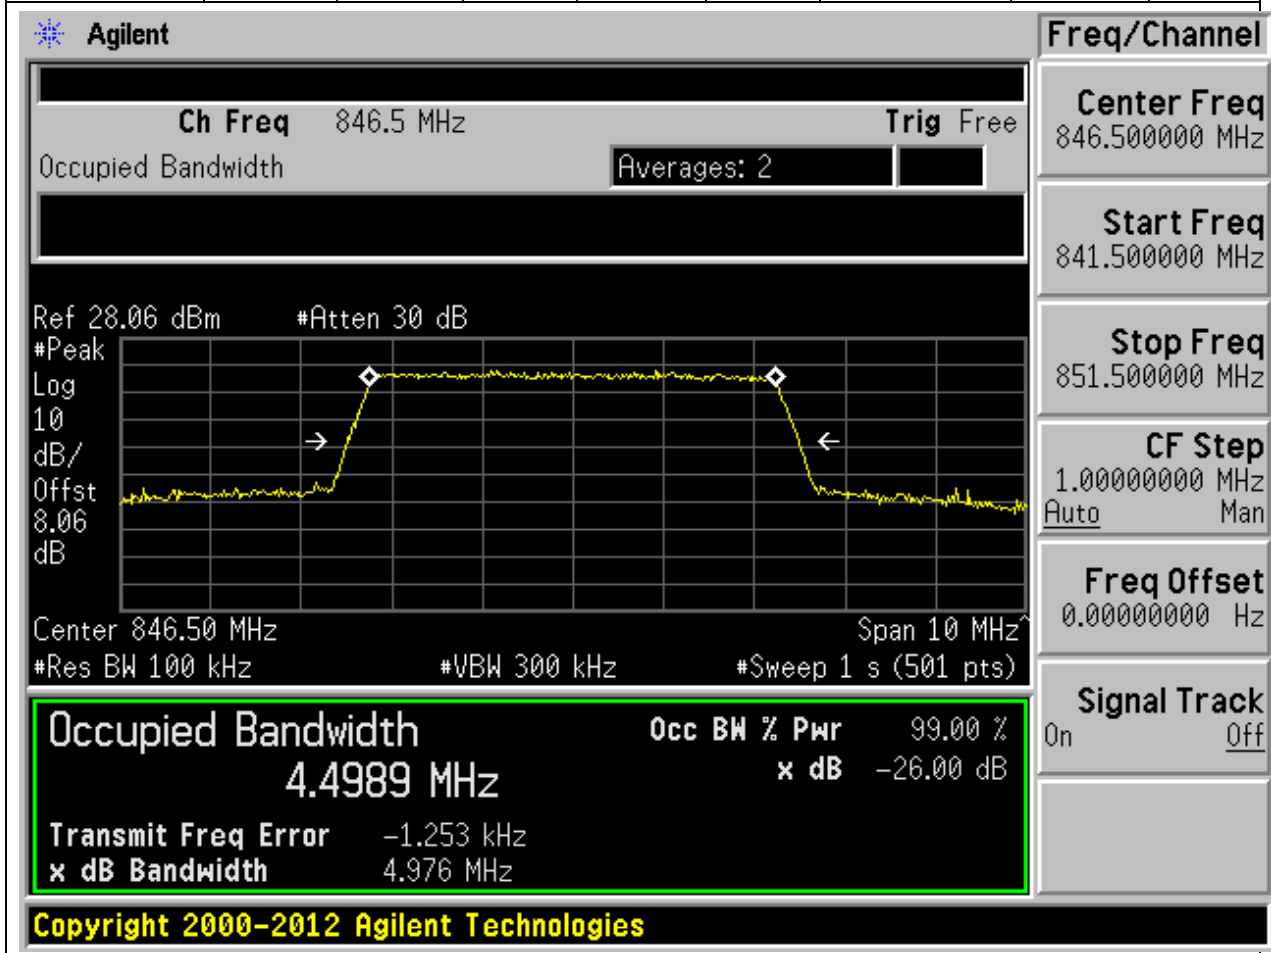 Agilent
Freq/Channel
Ch Freq 846.5 MHz Trig Free
Occupied Bandwidth Averages: 2
Center Freq
846.500000 MHz
Start Freq
841.500000 MHz
Stop Freq
851.500000 MHz
CF Step
1.00000000 MHz
Auto Man
Freq Offset
0.00000000 Hz
Signal Track
On Off
Ref 28.06 dBm #Atten 30 dB
#Peak
Log
10
dB/
Offst
8.06
dB
Center 846.50 MHz Span 10 MHz^
#Res BW 100 kHz #VBW 300 kHz #Sweep 1 s (501 pts)
Occupied Bandwidth Occ BW % Pwr 99.00 %
4.4989 MHz x dB -26.00 dB
Transmit Freq Error -1.253 kHz
x dB Bandwidth 4.976 MHz
Copyright 2000-2012 Agilent Technologies